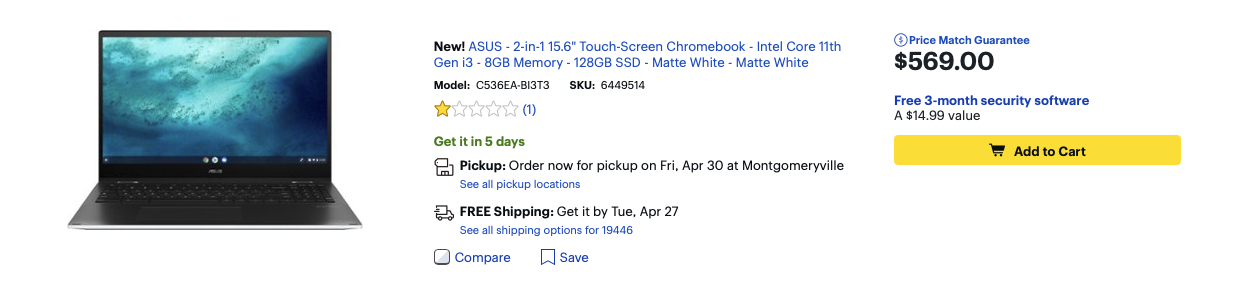 ASUS
New! ASUS - 2-in-1 15.6" Touch-Screen Chromebook - Intel Core 11th
Gen i3 - 8GB Memory - 128GB SSD - Matte White - Matte White
Model: C536EA-BI3T3 SKU: 6449514
(1)
Get it in 5 days
Pickup: Order now for pickup on Fri, Apr 30 at Montgomeryville
See all pickup locations
FREE Shipping: Get it by Tue, Apr 27
See all shipping options for 19446
Compare Save
$ Price Match Guarantee
$569.00
Free 3-month security software
A $14.99 value
Add to Cart